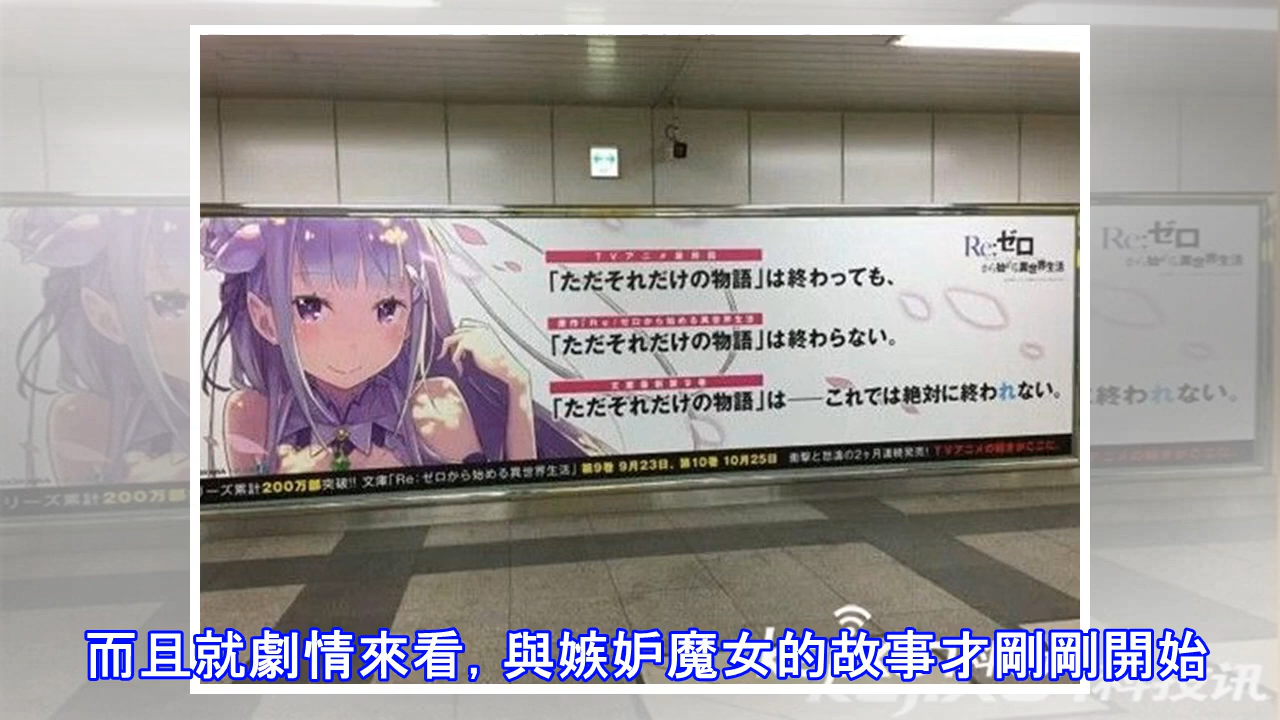 Re:ゼロ
から始める異世界生活
「ただそれだけの物語」は終わっても、
原作「Re:ゼロから始める異世界生活
「ただそれだけの物語」は終わらない。
文庫最新第9巻
「ただそれだけの物語」は──これでは絶対に終われない。
リーズ累計200万部突破!! 文庫「Re:ゼロから始める異世界生活」 第9巻 9月23日、第10巻 10月25日 衝撃と怒濤の2ヶ月連続発売! TVアニメの続きがここに。
而且就劇情來看, 與嫉妒魔女的故事才剛剛開始